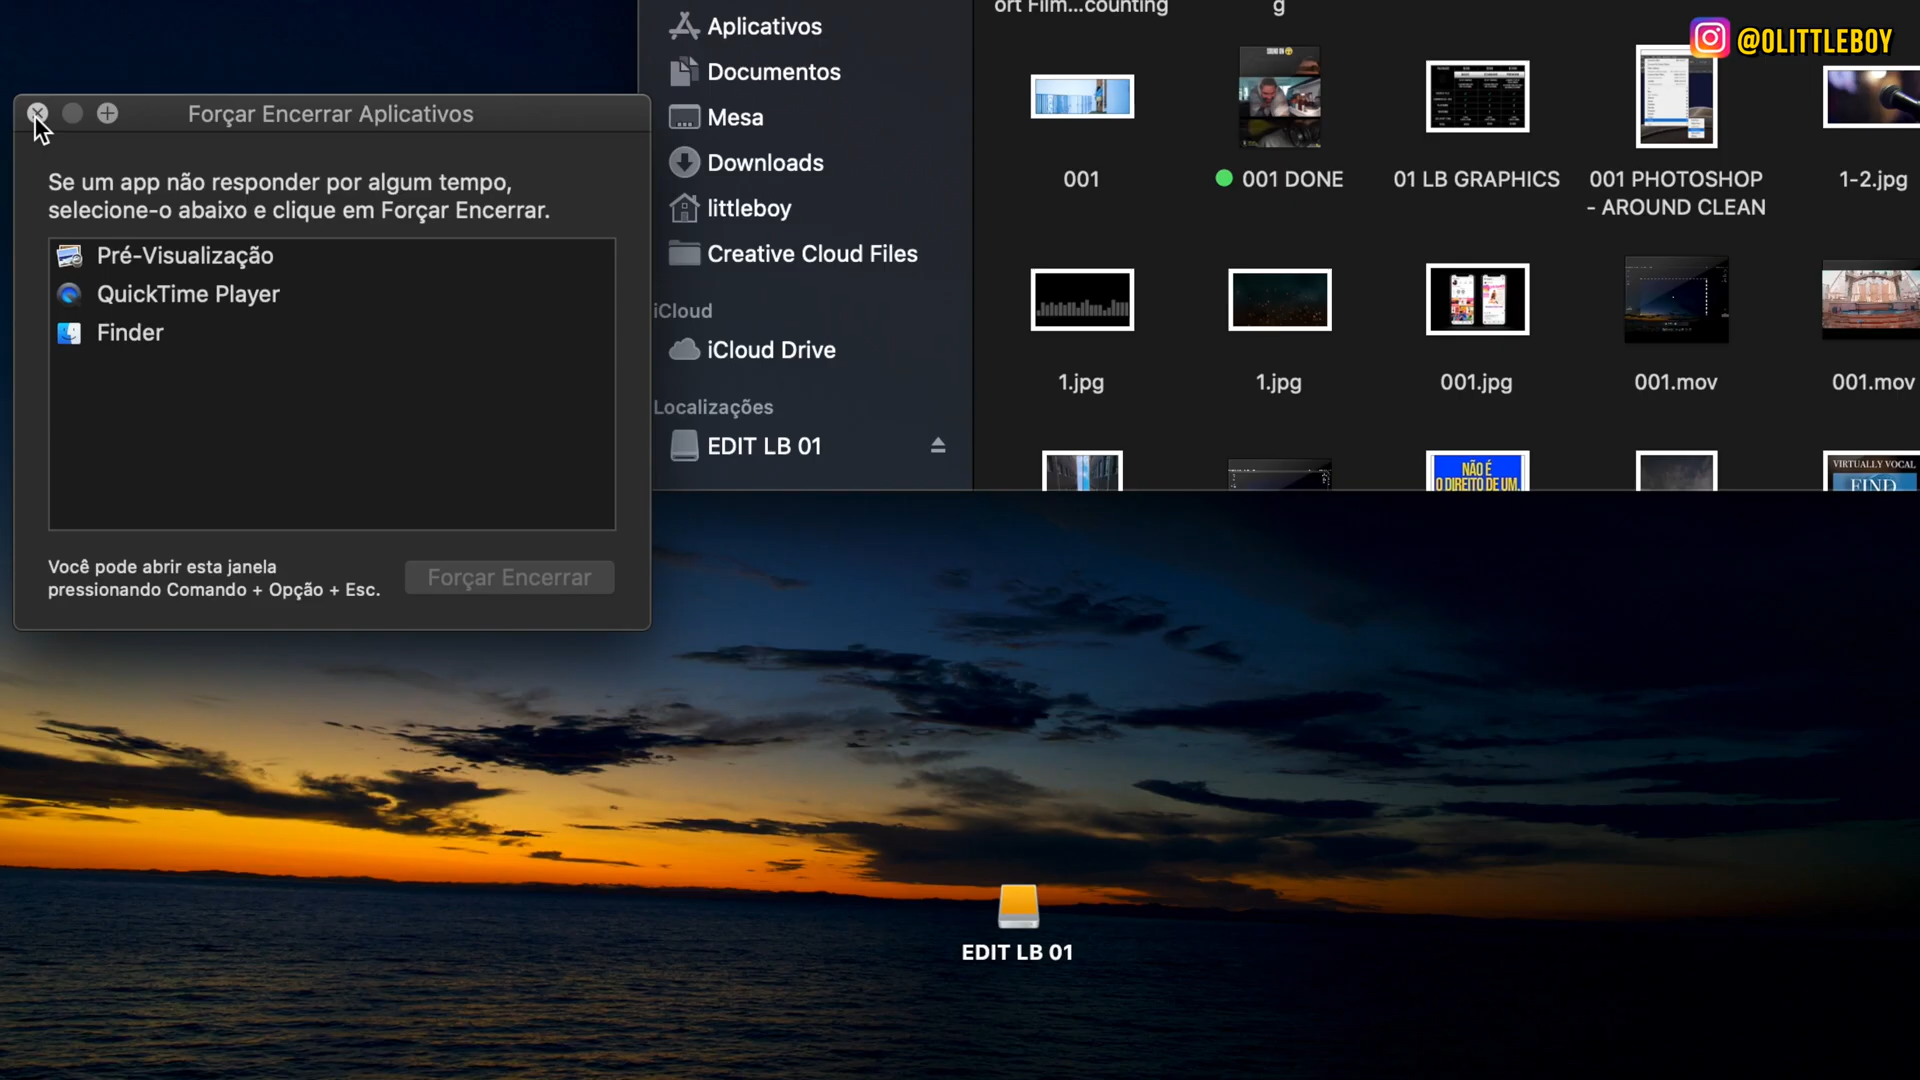 @OLITTLEBOY
Forçar Encerrar Aplicativos
Se um app não responder por algum tempo,
selecione-o abaixo e clique em Forçar Encerrar.
Pré-Visualização
QuickTime Player
Finder
Você pode abrir esta janela
pressionando Comando + Opção + Esc.
Forçar Encerrar
Aplicativos
Documentos
Mesa
Downloads
littleboy
Creative Cloud Files
iCloud
iCloud Drive
Localizações
EDIT LB 01
ort Film...counting
g
SOUND ON
001
001 DONE
01 LB GRAPHICS
001 PHOTOSHOP
- AROUND CLEAN
1-2.jpg
1.jpg
1.jpg
001.jpg
001.mov
001.mov
NÃO É
O DIREITO DE UM,
VIRTUALLY VOCAL
FIND
EDIT LB 01